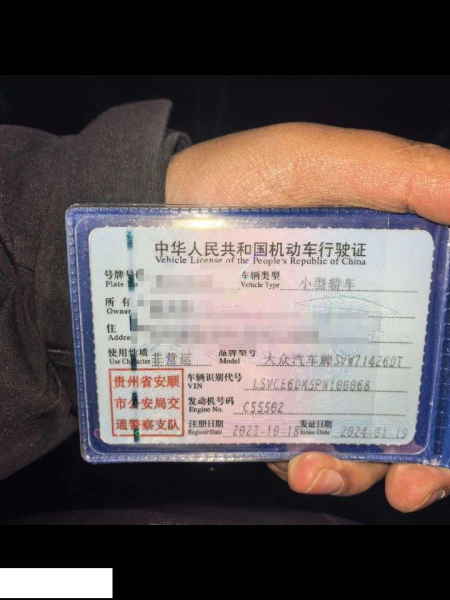 中华人民共和国机动车行驶证
Vehicle License of the People's Republic of China
号牌号 车辆类型 小型轿车
Plate No. Vehicle Type
所有
Owner
住
Address
使用性质 非营运 品牌型号 大众汽车牌SVW71426DT
Use Character Model
贵州省安顺
市公安局交
通警察支队
车辆识别代号
VIN
发动机号码 C55502
Engine No.
注册日期 2023-10-18 发证日期 2024-01-19
Register Date Issue Date